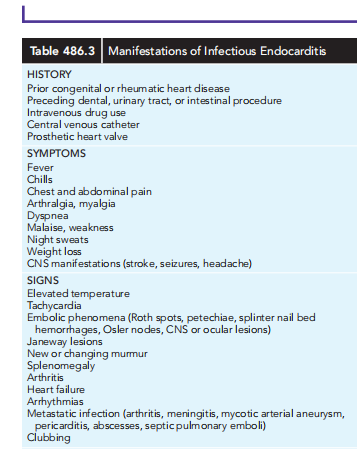 Table 486.3 Manifestations of Infectious Endocarditis
HISTORY
Prior congenital or rheumatic heart disease
Preceding dental, urinary tract, or intestinal procedure
Intravenous drug use
Central venous catheter
Prosthetic heart valve
SYMPTOMS
Fever
Chills
Chest and abdominal pain
Arthralgia, myalgia
Dyspnea
Malaise, weakness
Night sweats
Weight loss
CNS manifestations (stroke, seizures, headache)
SIGNS
Elevated temperature
Tachycardia
Embolic phenomena (Roth spots, petechiae, splinter nail bed
hemorrhages, Osler nodes, CNS or ocular lesions)
Janeway lesions
New or changing murmur
Splenomegaly
Arthritis
Heart failure
Arrhythmias
Metastatic infection (arthritis, meningitis, mycotic arterial aneurysm,
pericarditis, abscesses, septic pulmonary emboli)
Clubbing